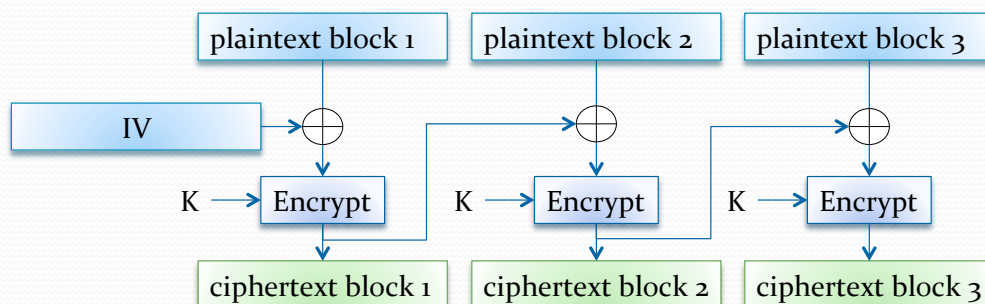 plaintext block 1 plaintext block 2 plaintext block 3
IV
K Encrypt K Encrypt K Encrypt
ciphertext block 1 ciphertext block 2 ciphertext block 3